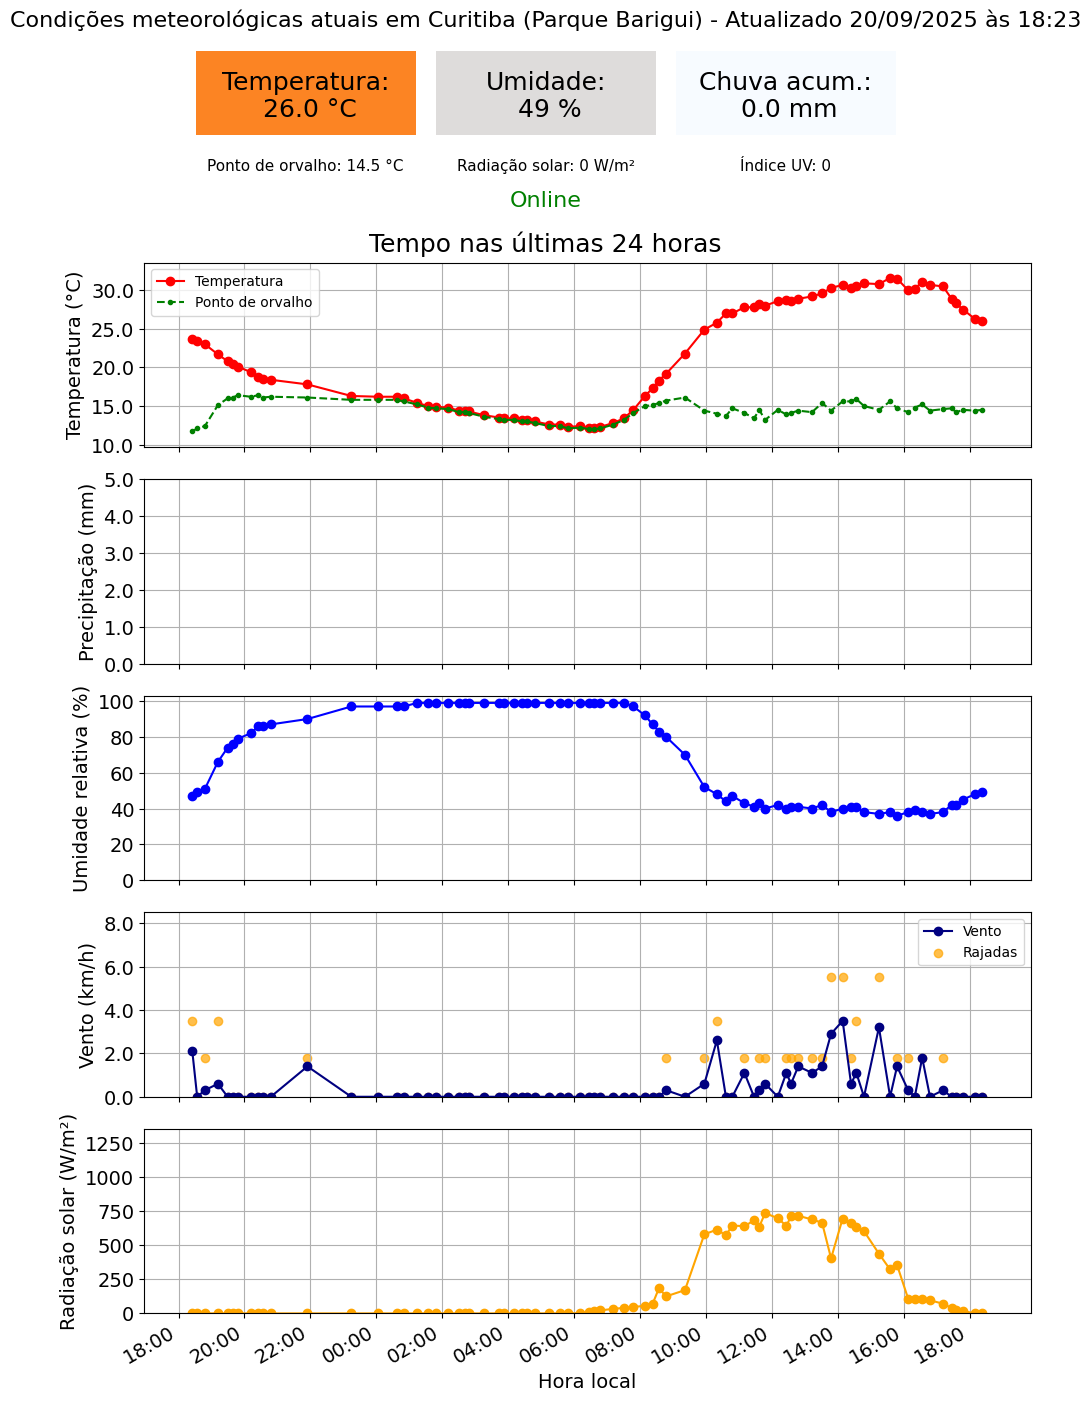 Condições meteorológicas atuais em Curitiba (Parque Barigui) - Atualizado 20/09/2025 às 18:23
Temperatura:
26.0 °C
Umidade:
49 %
Chuva acum.:
0.0 mm
Ponto de orvalho: 14.5 °C
Radiação solar: 0 W/m²
Índice UV: 0
Online
Tempo nas últimas 24 horas
Temperatura (°C)
30.0
25.0
20.0
15.0
10.0
Temperatura
Ponto de orvalho
Precipitação (mm)
5.0
4.0
3.0
2.0
1.0
0.0
Umidade relativa (%)
100
80
60
40
20
0
Vento (km/h)
8.0
6.0
4.0
2.0
0.0
Vento
Rajadas
Radiação solar (W/m²)
1250
1000
750
500
250
0
18:00 20:00 22:00 00:00 02:00 04:00 06:00 08:00 10:00 12:00 14:00 16:00 18:00
Hora local